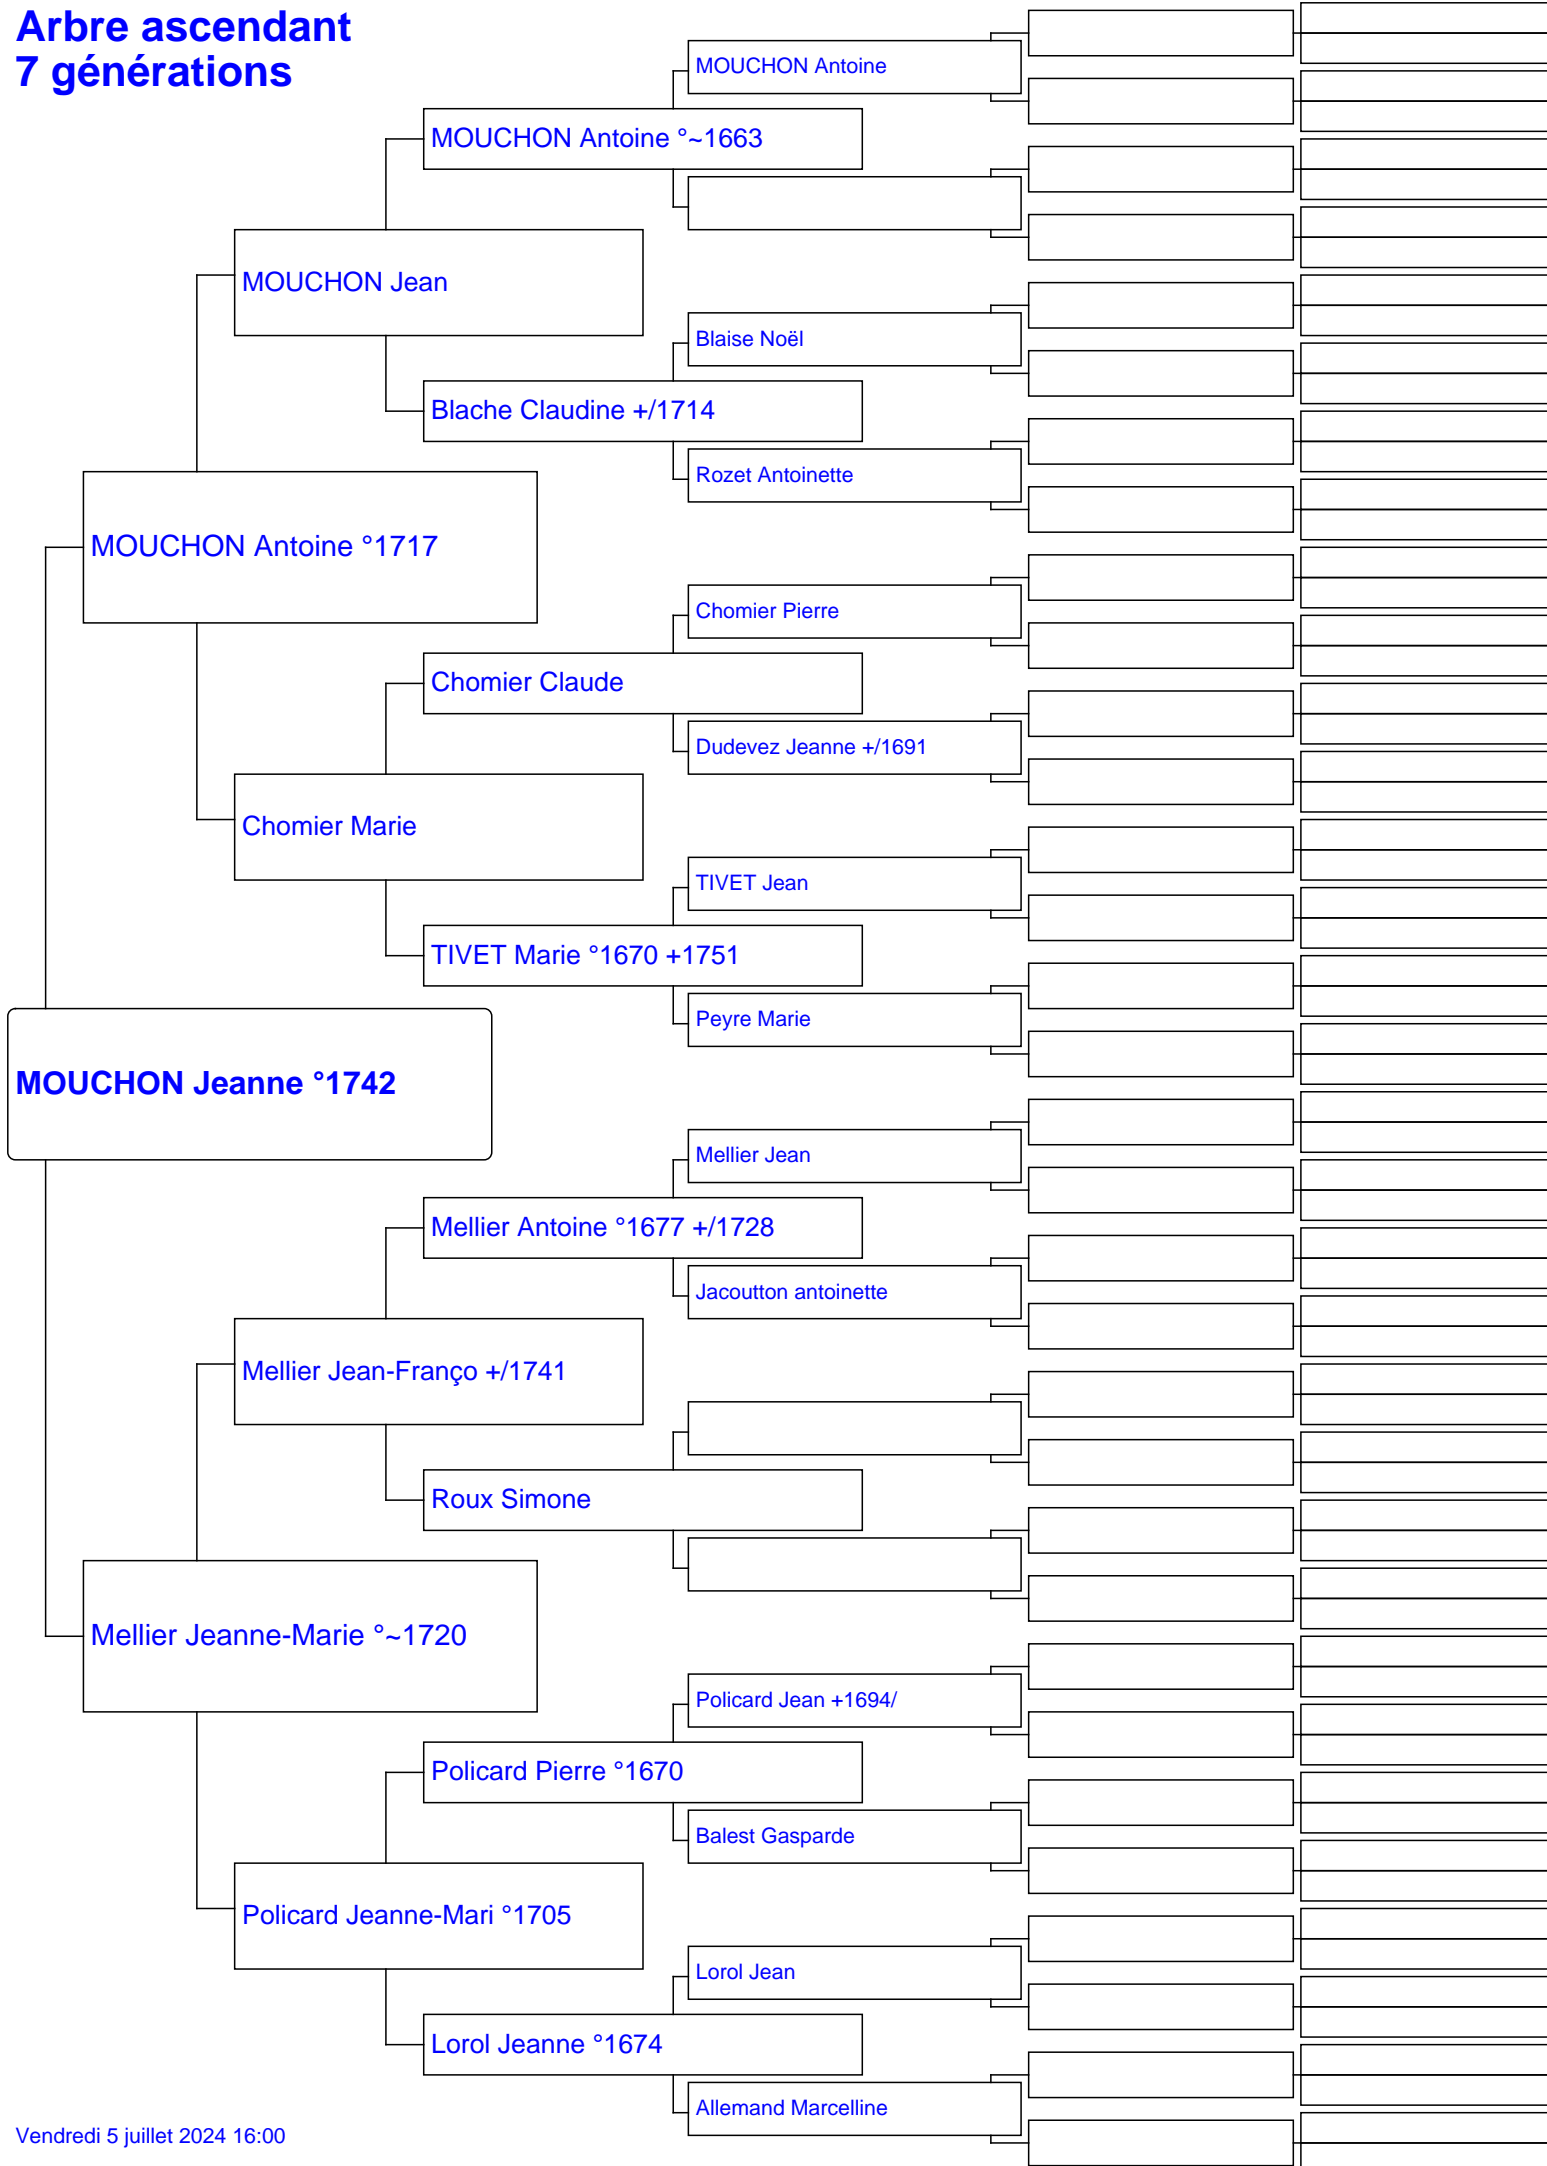 Arbre ascendant
7 générations
MOUCHON Antoine
MOUCHON Antoine °~1663
MOUCHON Jean
Blaise Noël
Blache Claudine +/1714
Rozet Antoinette
MOUCHON Antoine °1717
Chomier Pierre
Chomier Claude
Dudevez Jeanne +/1691
Chomier Marie
TIVET Jean
TIVET Marie °1670 +1751
Peyre Marie
MOUCHON Jeanne °1742
Mellier Jean
Mellier Antoine °1677 +/1728
Jacoutton antoinette
Mellier Jean-Franço +/1741
Roux Simone
Mellier Jeanne-Marie °~1720
Policard Jean +1694/
Policard Pierre °1670
Balest Gasparde
Policard Jeanne-Mari °1705
Lorol Jean
Lorol Jeanne °1674
Allemand Marcelline
Vendredi 5 juillet 2024 16:00